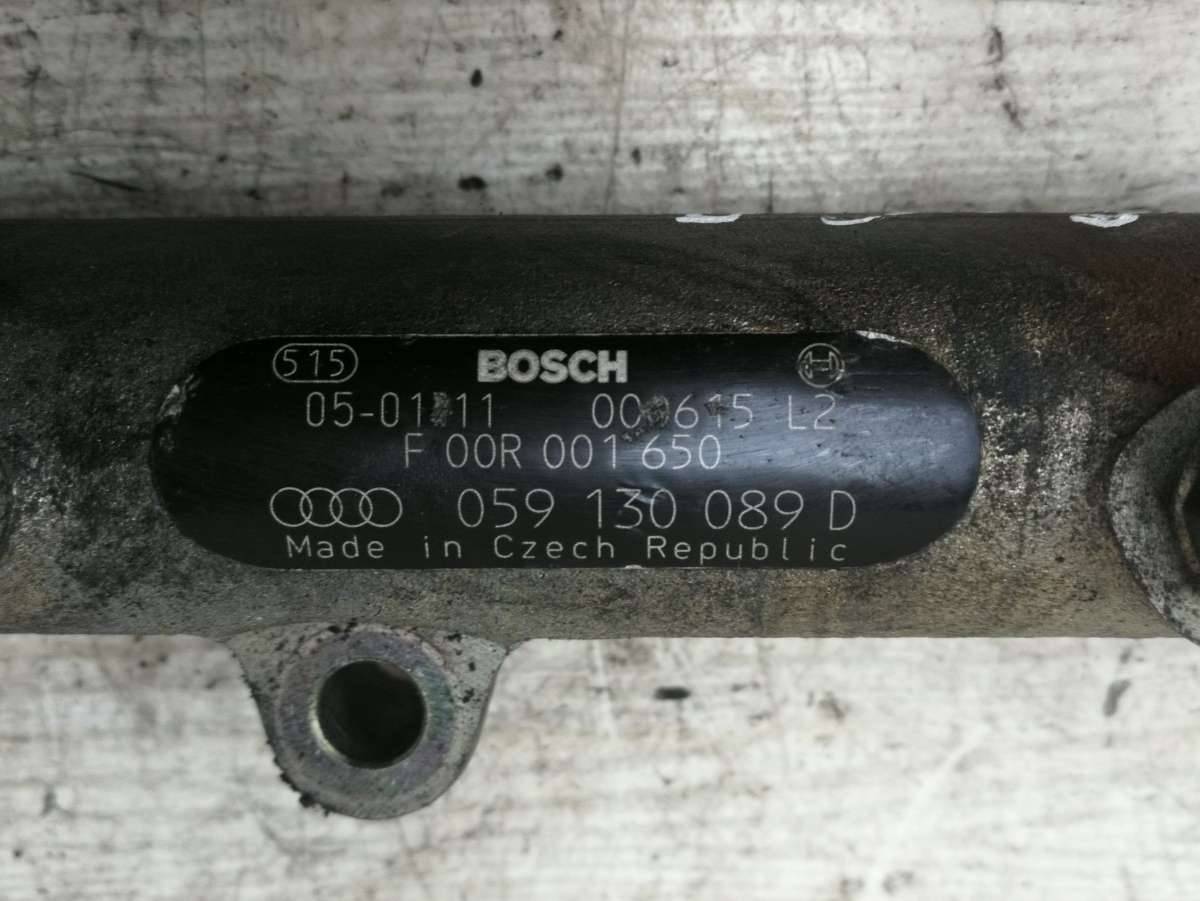 515 BOSCH
L2
F 00R 001 650
059 130 089 D
Made in Czech Republic